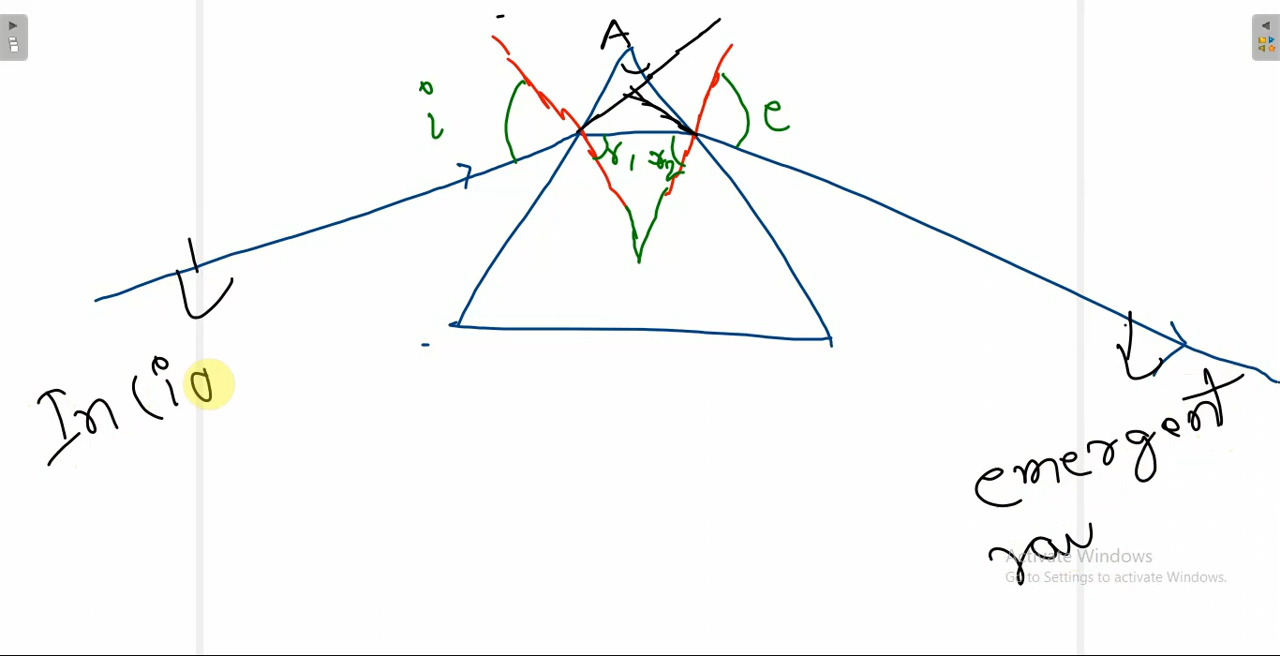 A
i
e
r1 r2
Incid
emergent
ray
Activate Windows
Go to Settings to activate Windows.